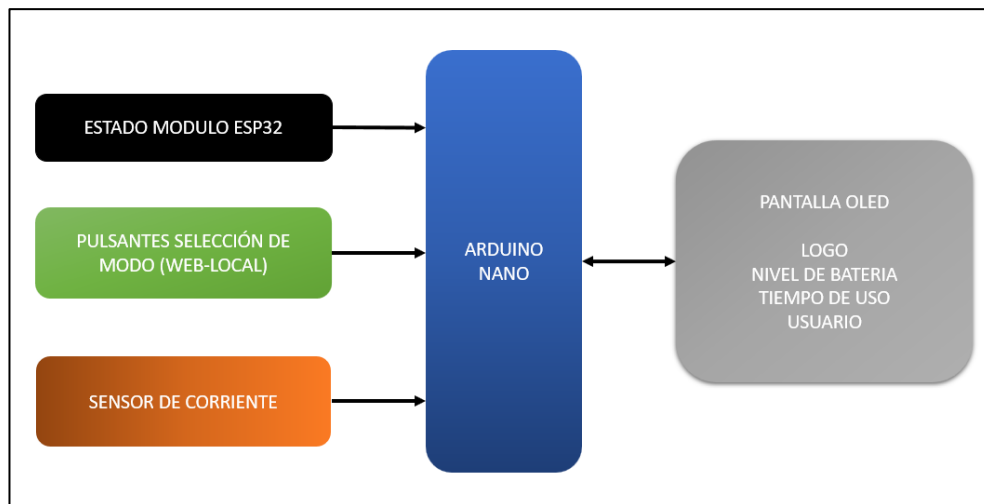 ESTADO MODULO ESP32
PULSANTES SELECCIÓN DE
MODO (WEB-LOCAL)
SENSOR DE CORRIENTE
ARDUINO
NANO
PANTALLA OLED
LOGO
NIVEL DE BATERIA
TIEMPO DE USO
USUARIO